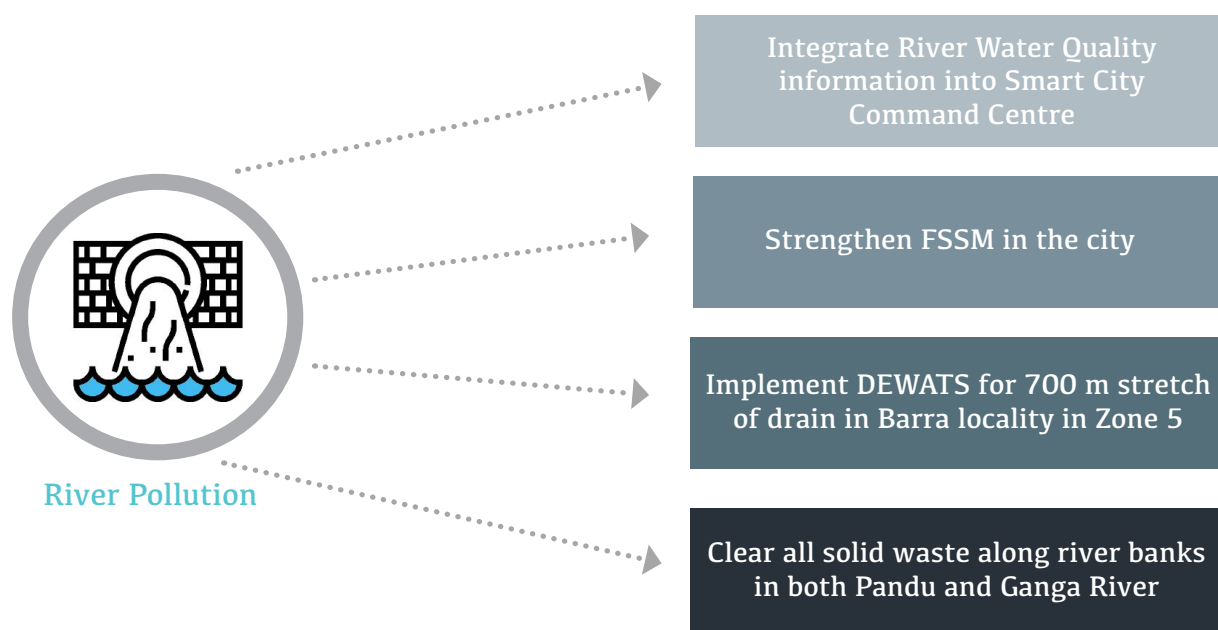 Integrate River Water Quality
information into Smart City
Command Centre
Strengthen FSSM in the city
Implement DEWATS for 700 m stretch
of drain in Barra locality in Zone 5
Clear all solid waste along river banks
in both Pandu and Ganga River
River Pollution